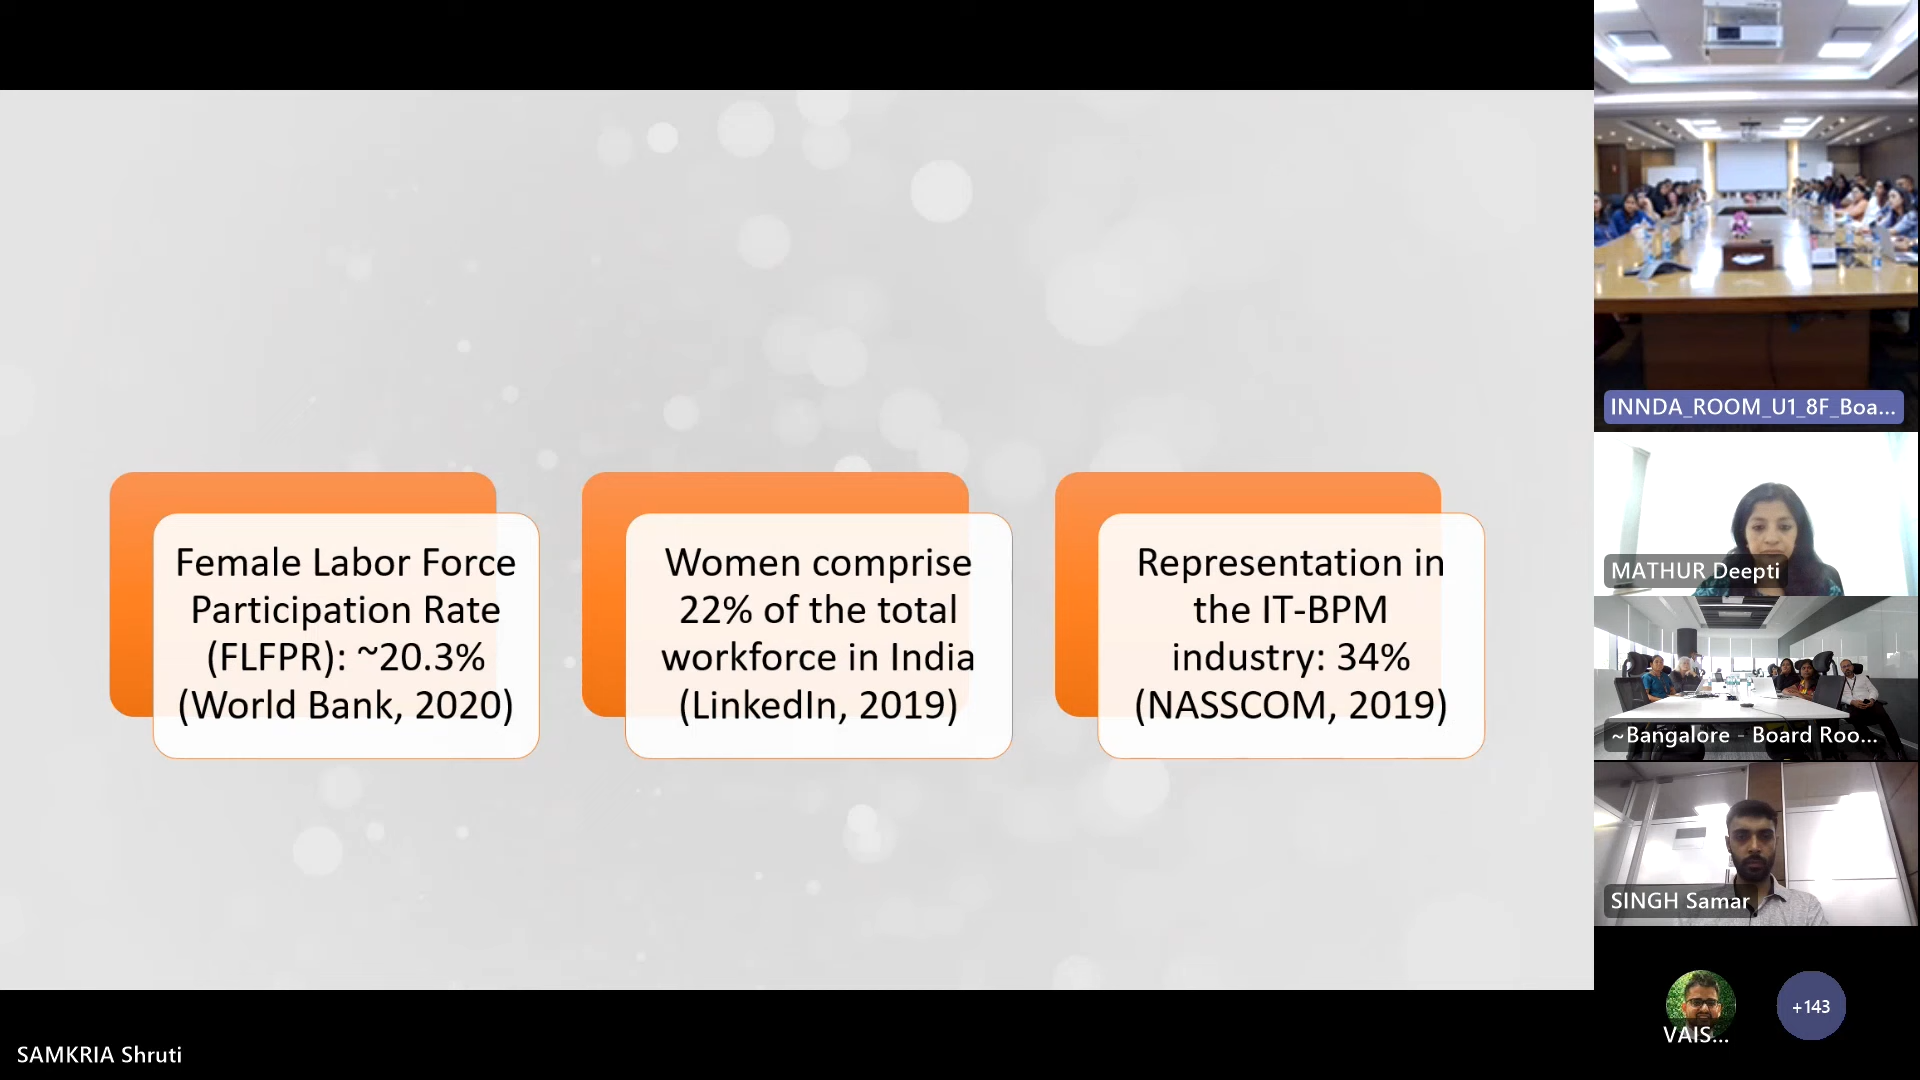 Female Labor Force
Participation Rate
(FLFPR): ~20.3%
(World Bank, 2020)
Women comprise
22% of the total
workforce in India
(LinkedIn, 2019)
Representation in
the IT-BPM
industry: 34%
(NASSCOM, 2019)
INNDA_ROOM_U1_8F_Boa...
MATHUR Deepti
~Bangalore - Board Roo...
SINGH Samar
VAIS...
+143
SAMKRIA Shruti